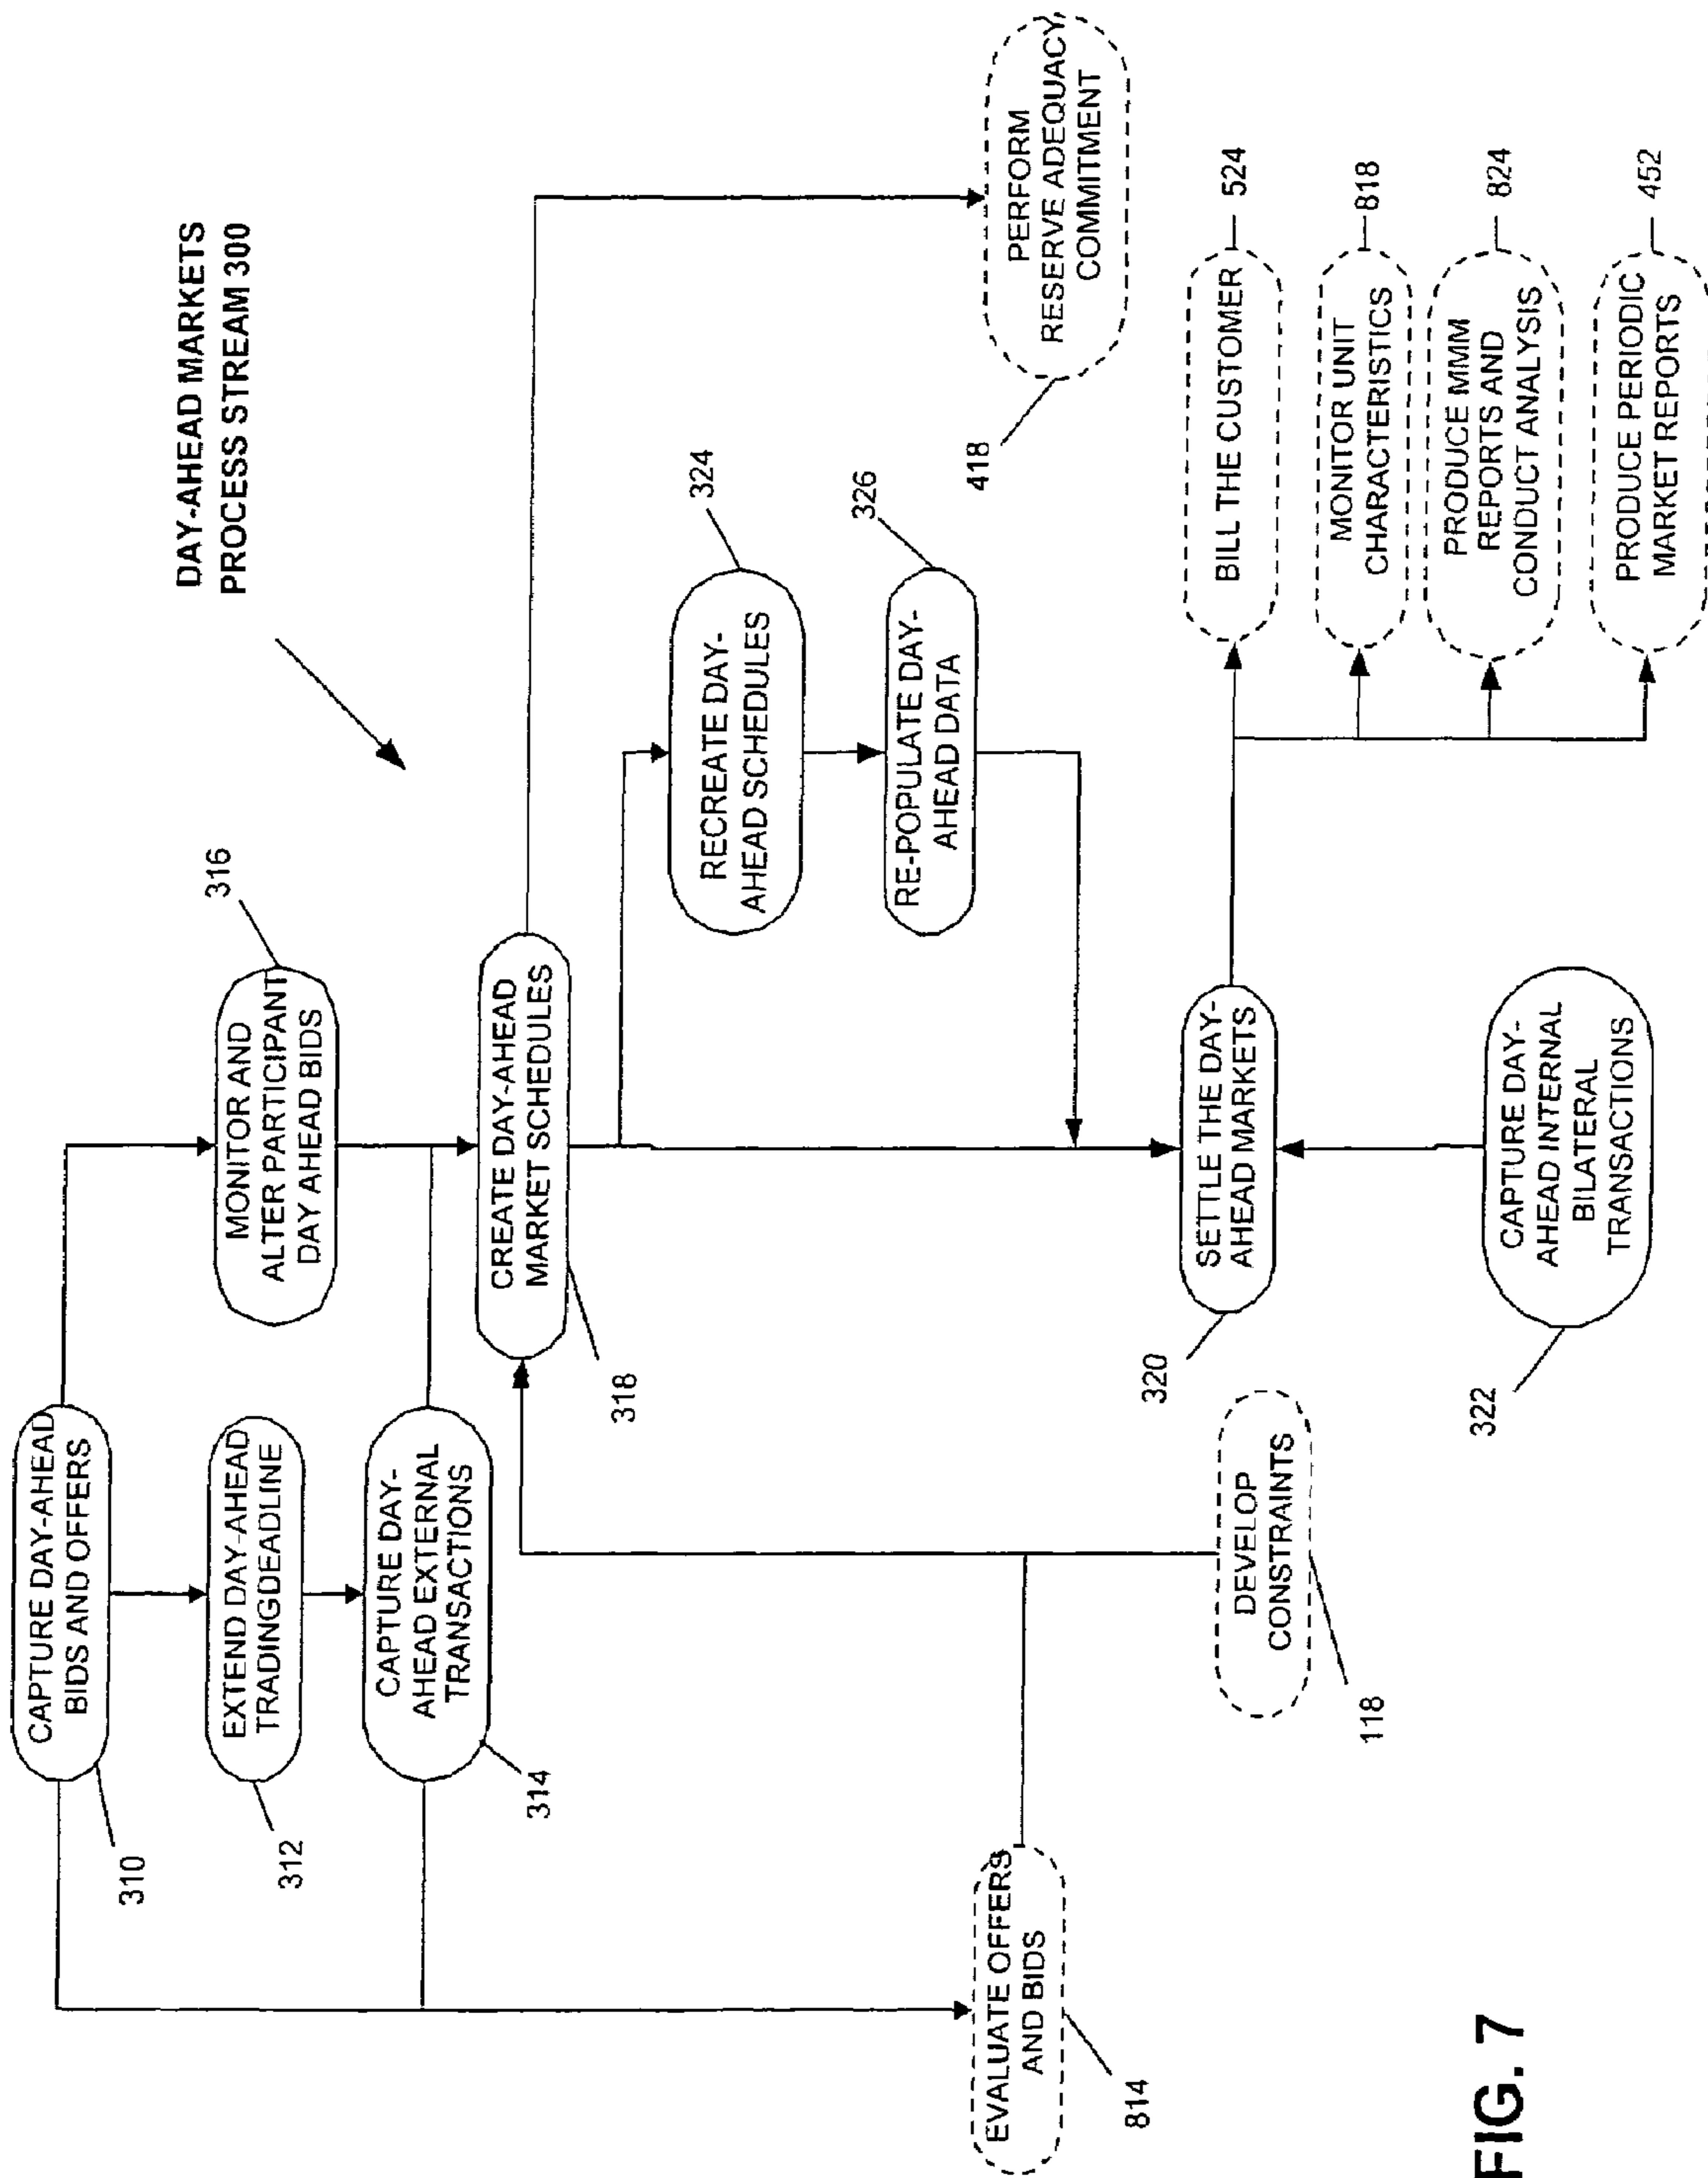 DAY-AHEAD MARKETS
PROCESS STREAM 300
CAPTURE DAY-AHEAD
BIDS AND OFFERS
310
EXTEND DAY-AHEAD
TRADINGDEADLINE
312
CAPTURE DAY-
AHEAD EXTERNAL
TRANSACTIONS
314
MONITOR AND
ALTER PARTICIPANT
DAY AHEAD BIDS
316
CREATE DAY-AHEAD
MARKET SCHEDULES
318
RECREATE DAY-
AHEAD SCHEDULES
324
RE-POPULATE DAY-
AHEAD DATA
326
PERFORM
RESERVE ADEQUACY
COMMITMENT
418
EVALUATE OFFERS
AND BIDS
814
DEVELOP
CONSTRAINTS
118
SETTLE THE DAY-
AHEAD MARKETS
320
CAPTURE DAY-
AHEAD INTERNAL
BILATERAL
TRANSACTIONS
322
BILL THE CUSTOMER
524
MONITOR UNIT
CHARACTERISTICS
818
PRODUCE MMM
REPORTS AND
CONDUCT ANALYSIS
824
PRODUCE PERIODIC
MARKET REPORTS
452
FIG. 7